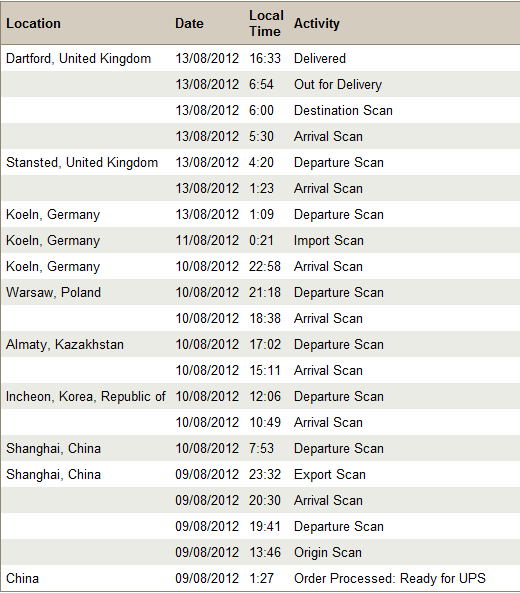 Location Date Local Time Activity
Dartford, United Kingdom 13/08/2012 16:33 Delivered
13/08/2012 6:54 Out for Delivery
13/08/2012 6:00 Destination Scan
13/08/2012 5:30 Arrival Scan
Stansted, United Kingdom 13/08/2012 4:20 Departure Scan
13/08/2012 1:23 Arrival Scan
Koeln, Germany 13/08/2012 1:09 Departure Scan
Koeln, Germany 11/08/2012 0:21 Import Scan
Koeln, Germany 10/08/2012 22:58 Arrival Scan
Warsaw, Poland 10/08/2012 21:18 Departure Scan
10/08/2012 18:38 Arrival Scan
Almaty, Kazakhstan 10/08/2012 17:02 Departure Scan
10/08/2012 15:11 Arrival Scan
Incheon, Korea, Republic of 10/08/2012 12:06 Departure Scan
10/08/2012 10:49 Arrival Scan
Shanghai, China 10/08/2012 7:53 Departure Scan
Shanghai, China 09/08/2012 23:32 Export Scan
09/08/2012 20:30 Arrival Scan
09/08/2012 19:41 Departure Scan
09/08/2012 13:46 Origin Scan
China 09/08/2012 1:27 Order Processed: Ready for UPS